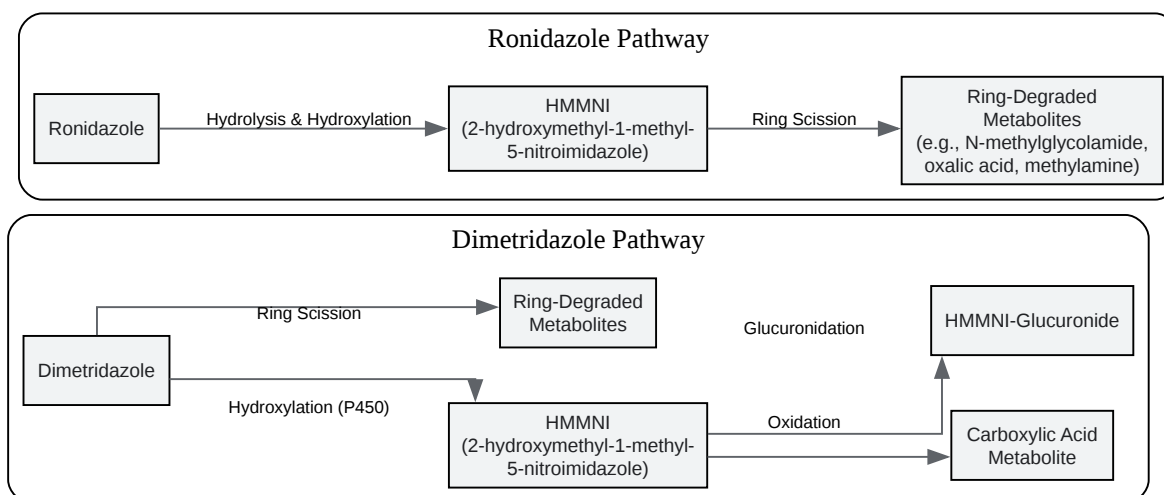 Ronidazole Pathway
Ronidazole
Hydrolysis & Hydroxylation
HMMNI
(2-hydroxymethyl-1-methyl-
5-nitroimidazole)
Ring Scission
Ring-Degraded
Metabolites
(e.g., N-methylglycolamide,
oxalic acid, methylamine)
Dimetridazole Pathway
Dimetridazole
Ring Scission
Ring-Degraded
Metabolites
Hydroxylation (P450)
HMMNI
(2-hydroxymethyl-1-methyl-
5-nitroimidazole)
Glucuronidation
HMMNI-Glucuronide
Oxidation
Carboxylic Acid
Metabolite